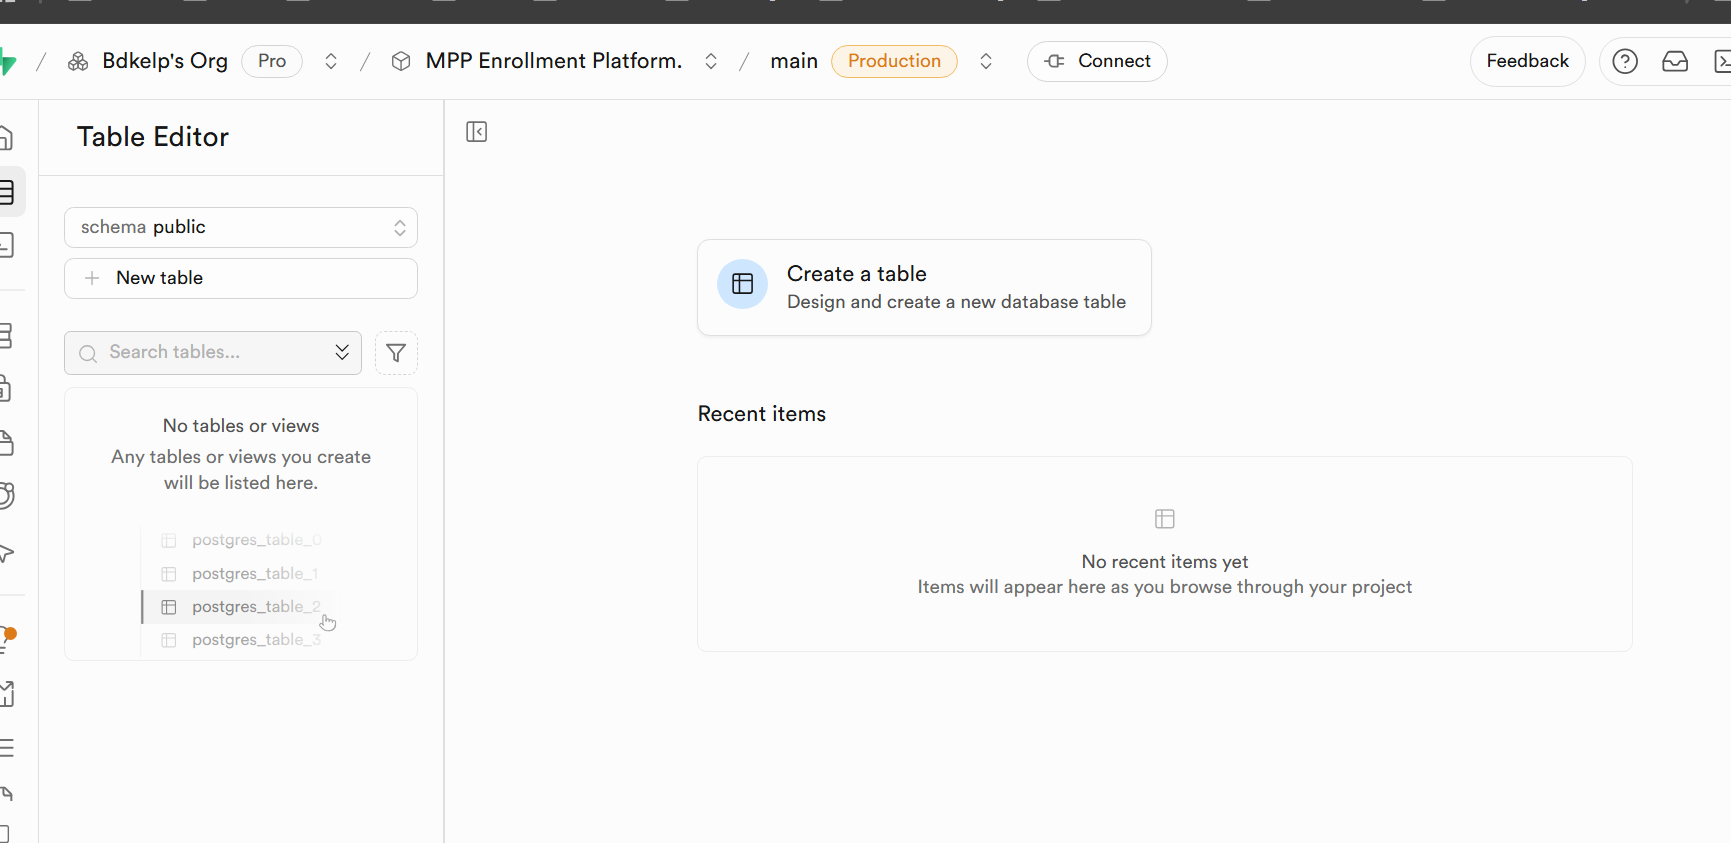 / Bdkelp's Org Pro / MPP Enrollment Platform. / main Production Connect Feedback
Table Editor
schema public
New table
Search tables...
No tables or views
Any tables or views you create
will be listed here.
postgres_table_0
postgres_table_1
postgres_table_2
postgres_table_3
Create a table
Design and create a new database table
Recent items
No recent items yet
Items will appear here as you browse through your project